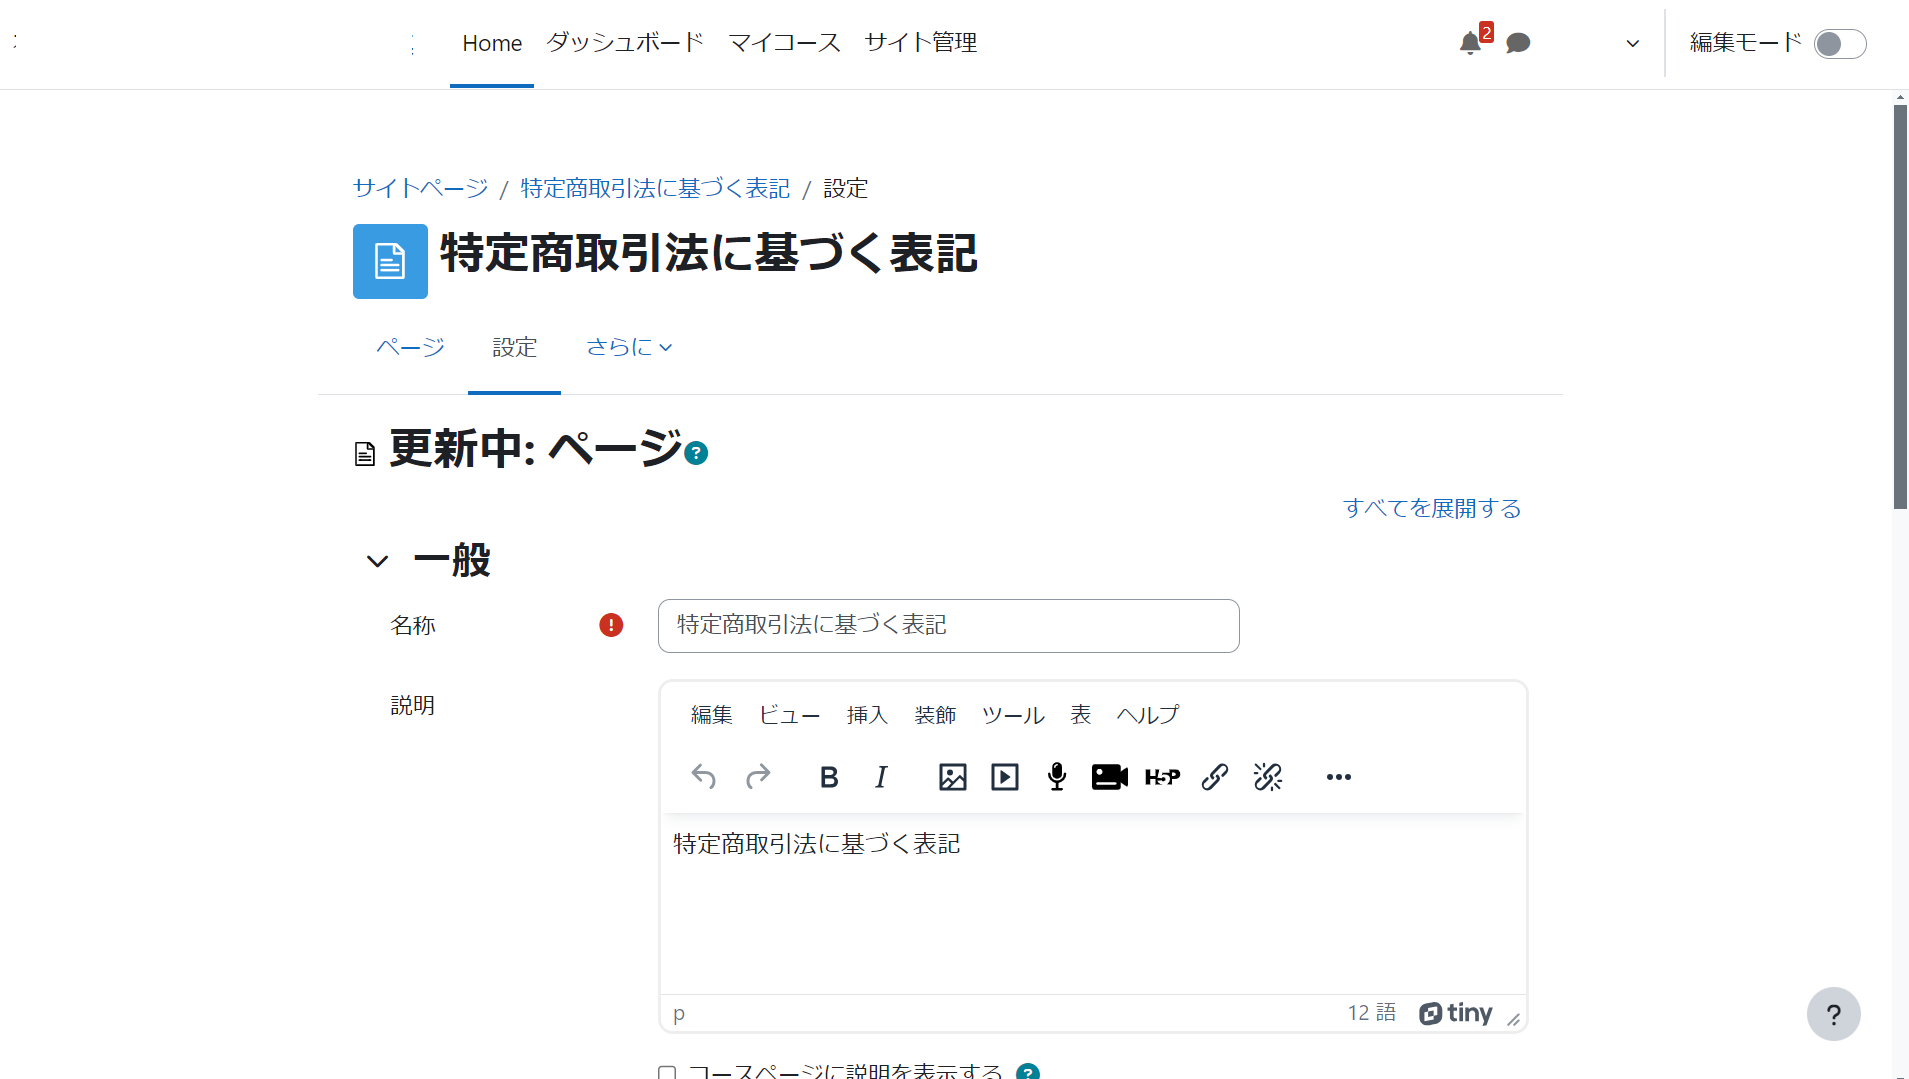 Home ダッシュボード マイコース サイト管理
2
編集モード
サイトページ / 特定商取引法に基づく表記 / 設定
特定商取引法に基づく表記
ページ 設定 さらに
更新中: ページ ?
すべてを展開する
一般
名称 ! 特定商取引法に基づく表記
説明
編集 ビュー 挿入 装飾 ツール 表 ヘルプ
B I H5P
特定商取引法に基づく表記
p 12 語 tiny
?
コースページに説明を表示する ?